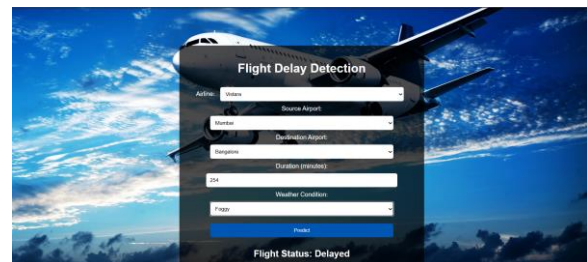 Flight Delay Detection
Airline: Vistara
Source Airport:
Mumbai
Destination Airport:
Bangalore
Duration (minutes):
254
Weather Condition:
Foggy
Predict
Flight Status: Delayed